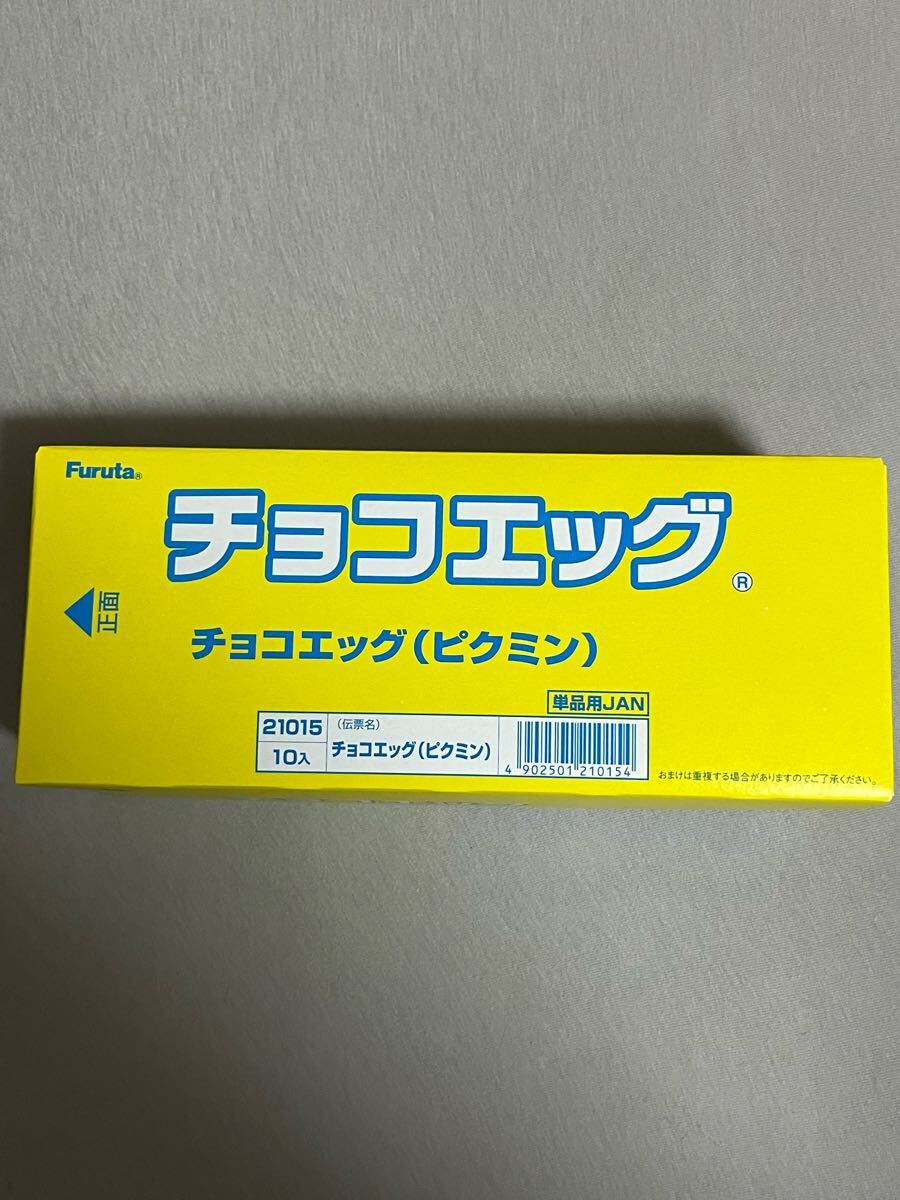 Furuta®
チョコエッグ®
正面
チョコエッグ(ピクミン)
単品用JAN
21015
10入
(伝票名)
チョコエッグ(ピクミン)
4 902501 210154
おまけは重複する場合がありますのでご了承ください。